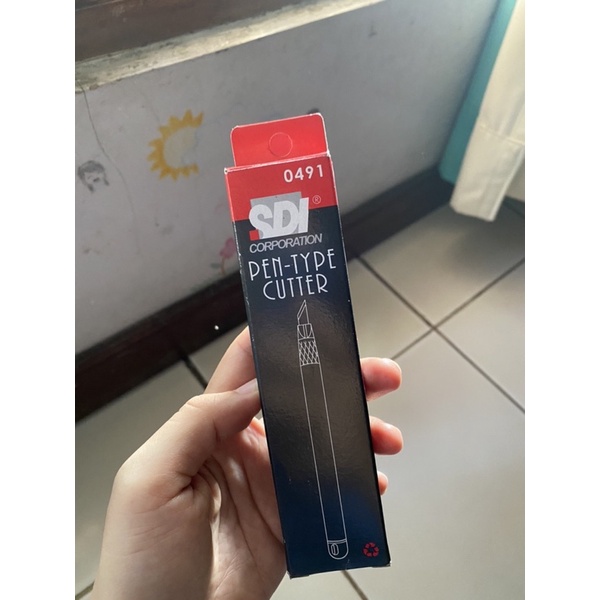 0491
SDI®
CORPORATION
PEN-TYPE
CUTTER